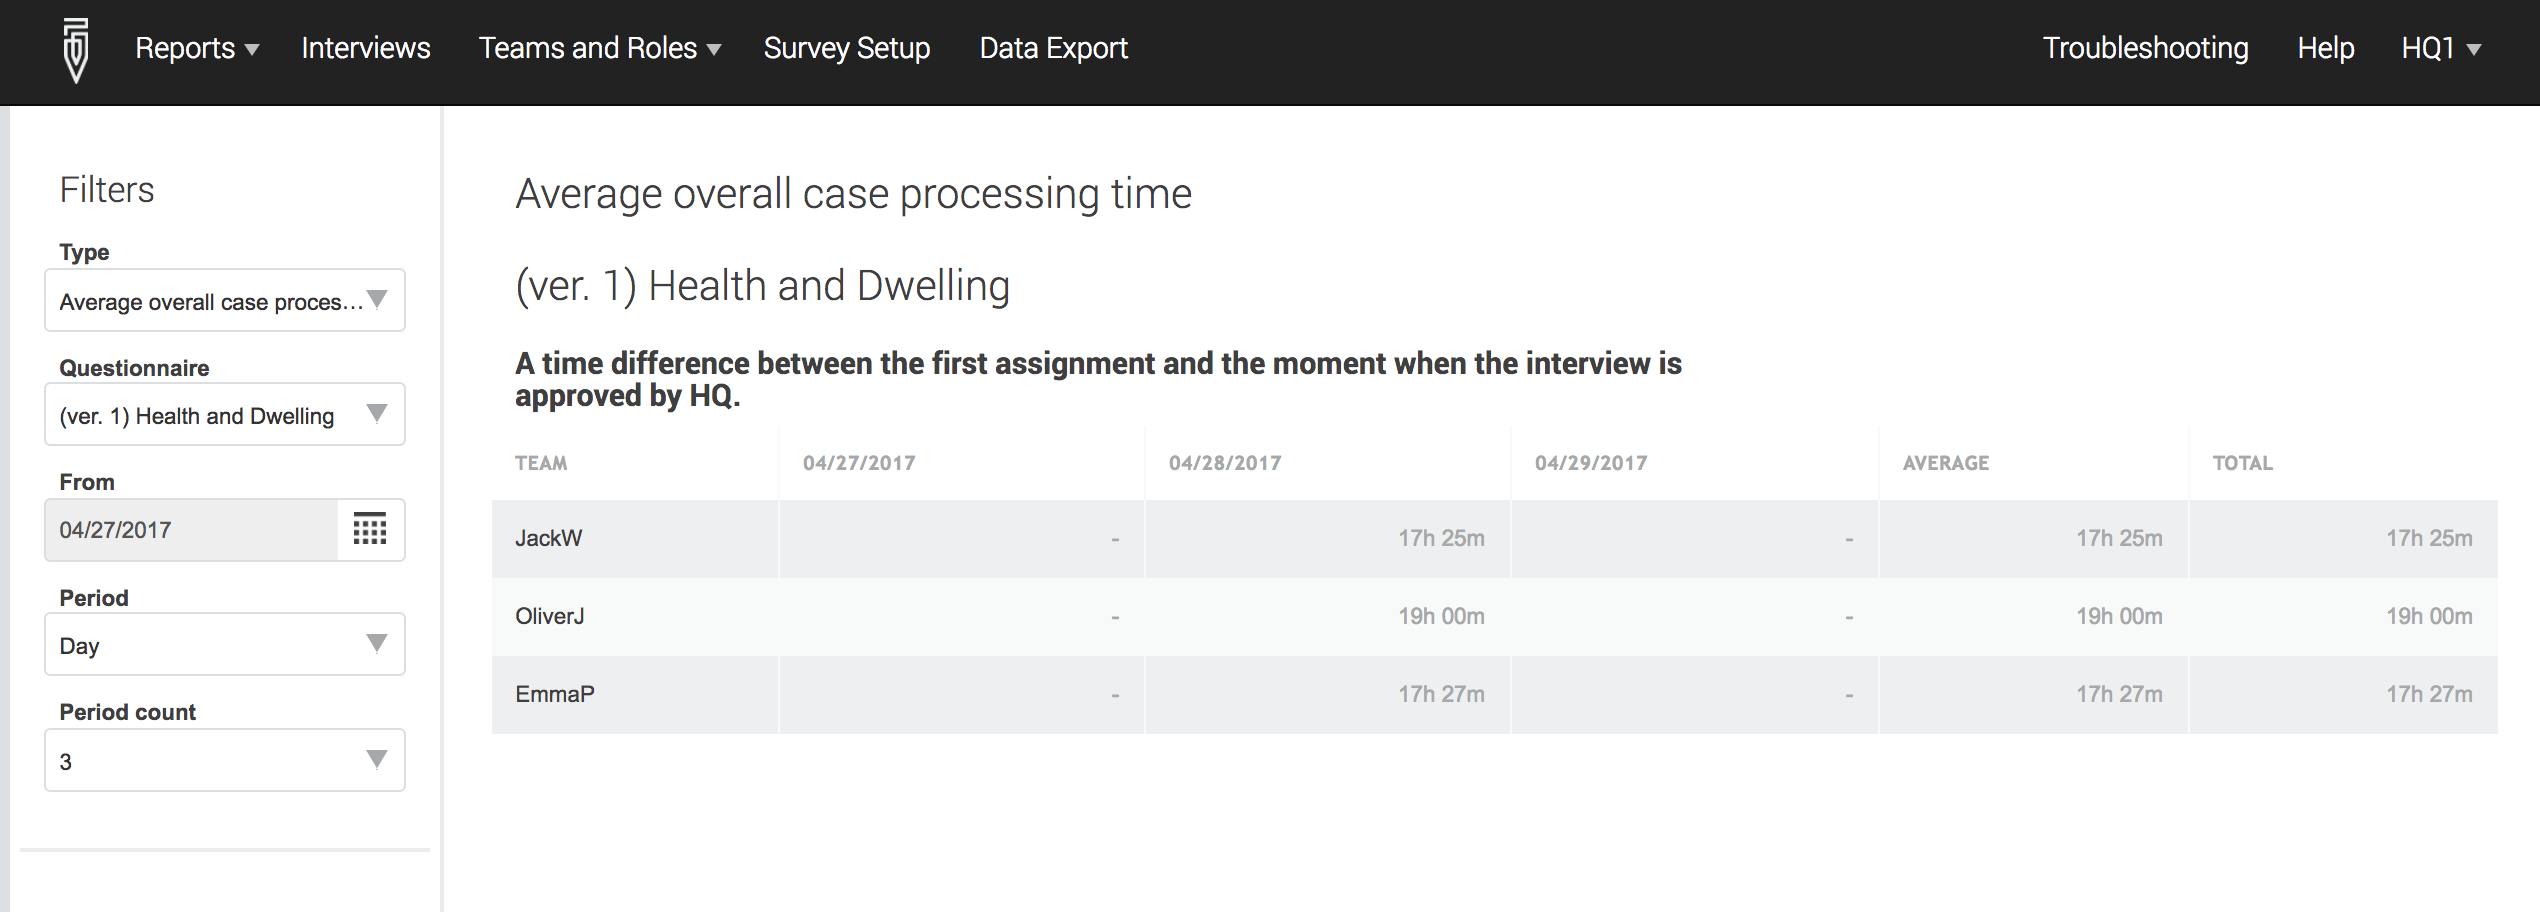 Reports Interviews Teams and Roles Survey Setup Data Export Troubleshooting Help HQ1
Filters
Type
Average overall case proces...
Questionnaire
(ver. 1) Health and Dwelling
From
04/27/2017
Period
Day
Period count
3
Average overall case processing time
(ver. 1) Health and Dwelling
A time difference between the first assignment and the moment when the interview is
approved by HQ.
TEAM 04/27/2017 04/28/2017 04/29/2017 AVERAGE TOTAL
JackW - 17h 25m - 17h 25m 17h 25m
OliverJ - 19h 00m - 19h 00m 19h 00m
EmmaP - 17h 27m - 17h 27m 17h 27m